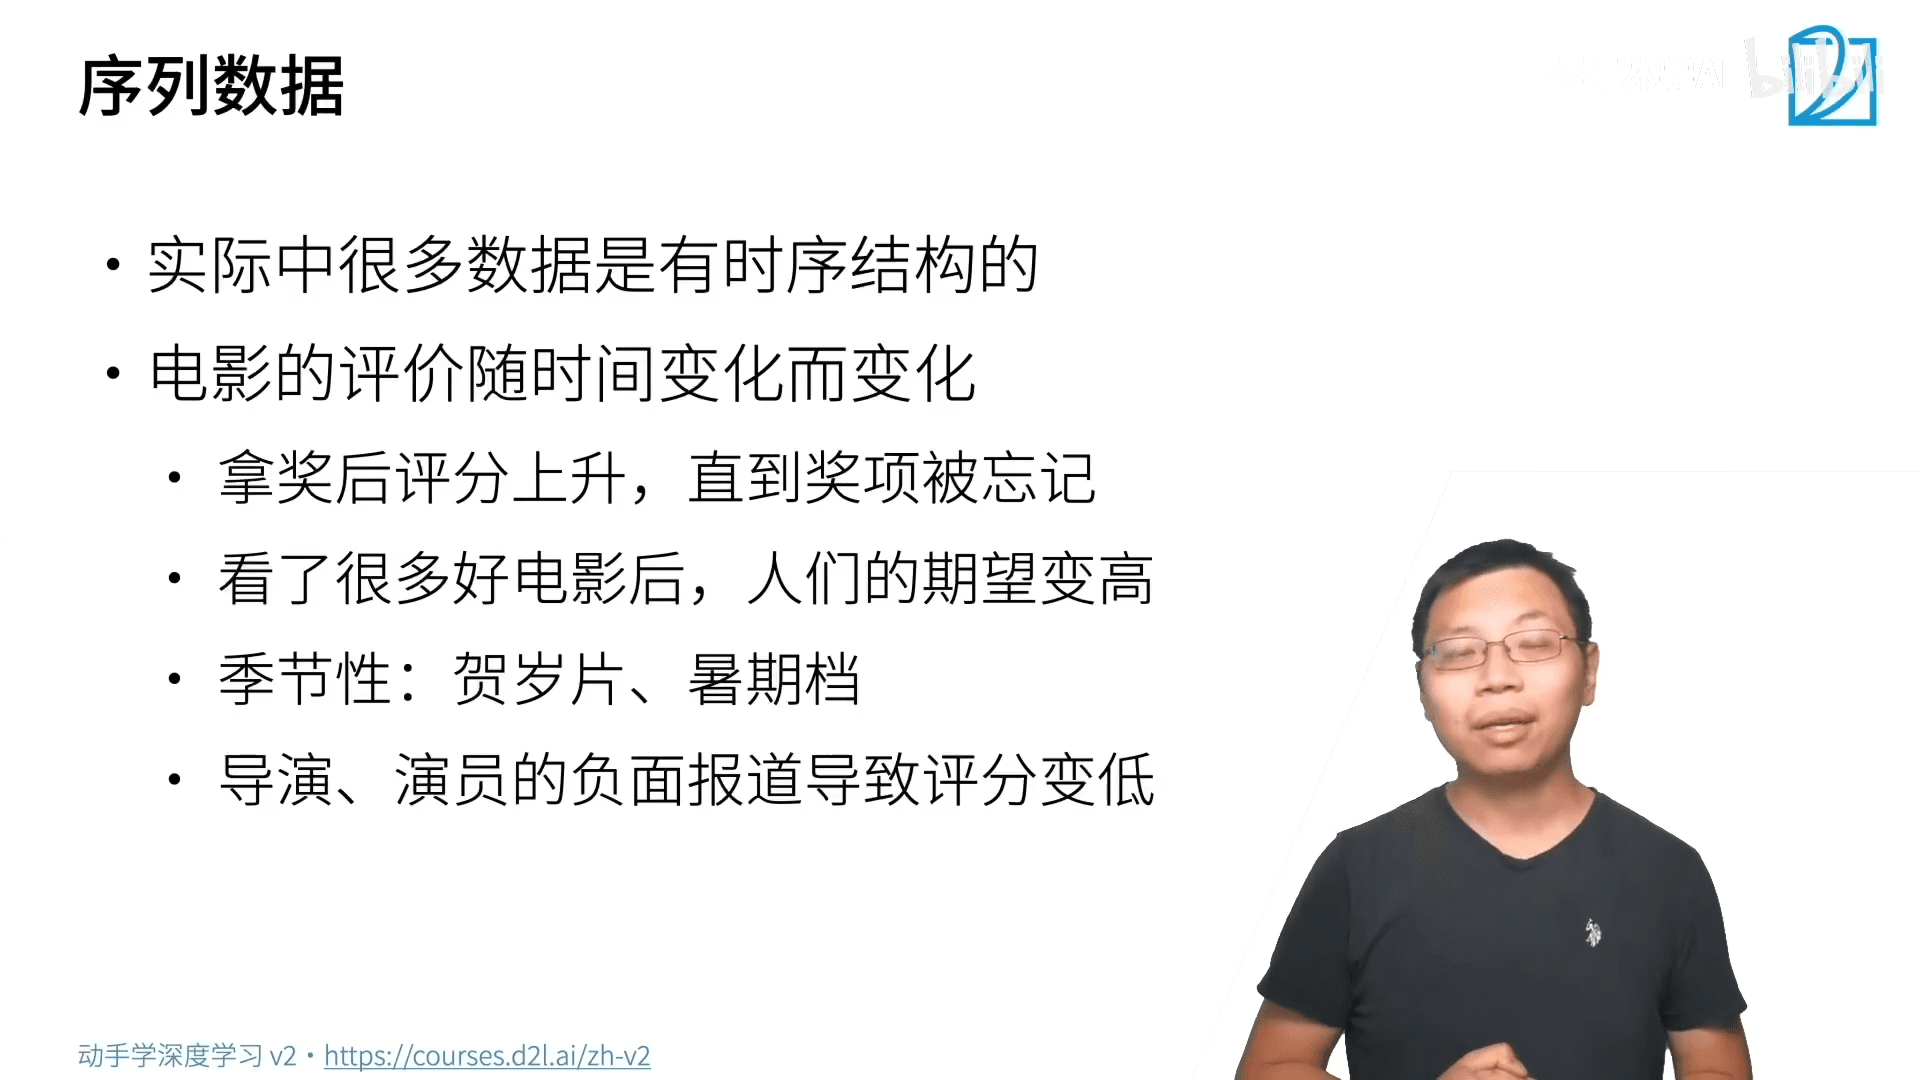 序列数据
bilibili
• 实际中很多数据是有时序结构的
• 电影的评价随时间变化而变化
• 拿奖后评分上升，直到奖项被忘记
• 看了很多好电影后，人们的期望变高
• 季节性：贺岁片、暑期档
• 导演、演员的负面报道导致评分变低
动手学深度学习 v2 • https://courses.d2l.ai/zh-v2